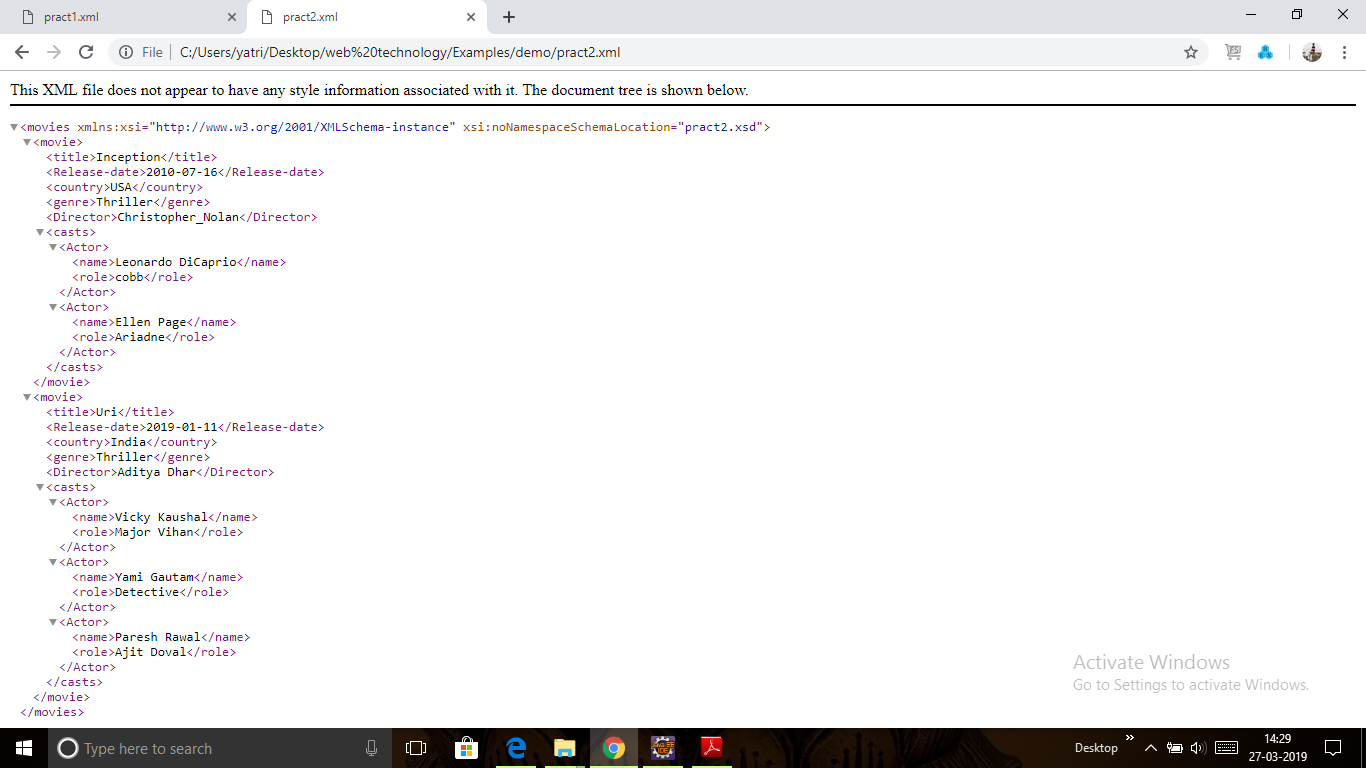 pract1.xml
pract2.xml
File
C:/Users/yatri/Desktop/web%20technology/Examples/demo/pract2.xml
This XML file does not appear to have any style information associated with it. The document tree is shown below.
<movies xmlns:xsi="http://www.w3.org/2001/XMLSchema-instance" xsi:noNamespaceSchemaLocation="pract2.xsd">
<movie>
<title>Inception</title>
<Release-date>2010-07-16</Release-date>
<country>USA</country>
<genre>Thriller</genre>
<Director>Christopher_Nolan</Director>
<casts>
<Actor>
<name>Leonardo DiCaprio</name>
<role>cobb</role>
</Actor>
<Actor>
<name>Ellen Page</name>
<role>Ariadne</role>
</Actor>
</casts>
</movie>
<movie>
<title>Uri</title>
<Release-date>2019-01-11</Release-date>
<country>India</country>
<genre>Thriller</genre>
<Director>Aditya Dhar</Director>
<casts>
<Actor>
<name>Vicky Kaushal</name>
<role>Major Vihan</role>
</Actor>
<Actor>
<name>Yami Gautam</name>
<role>Detective</role>
</Actor>
<Actor>
<name>Paresh Rawal</name>
<role>Ajit Doval</role>
</Actor>
</casts>
</movie>
</movies>
Activate Windows
Go to Settings to activate Windows.
Type here to search
Desktop
14:29
27-03-2019